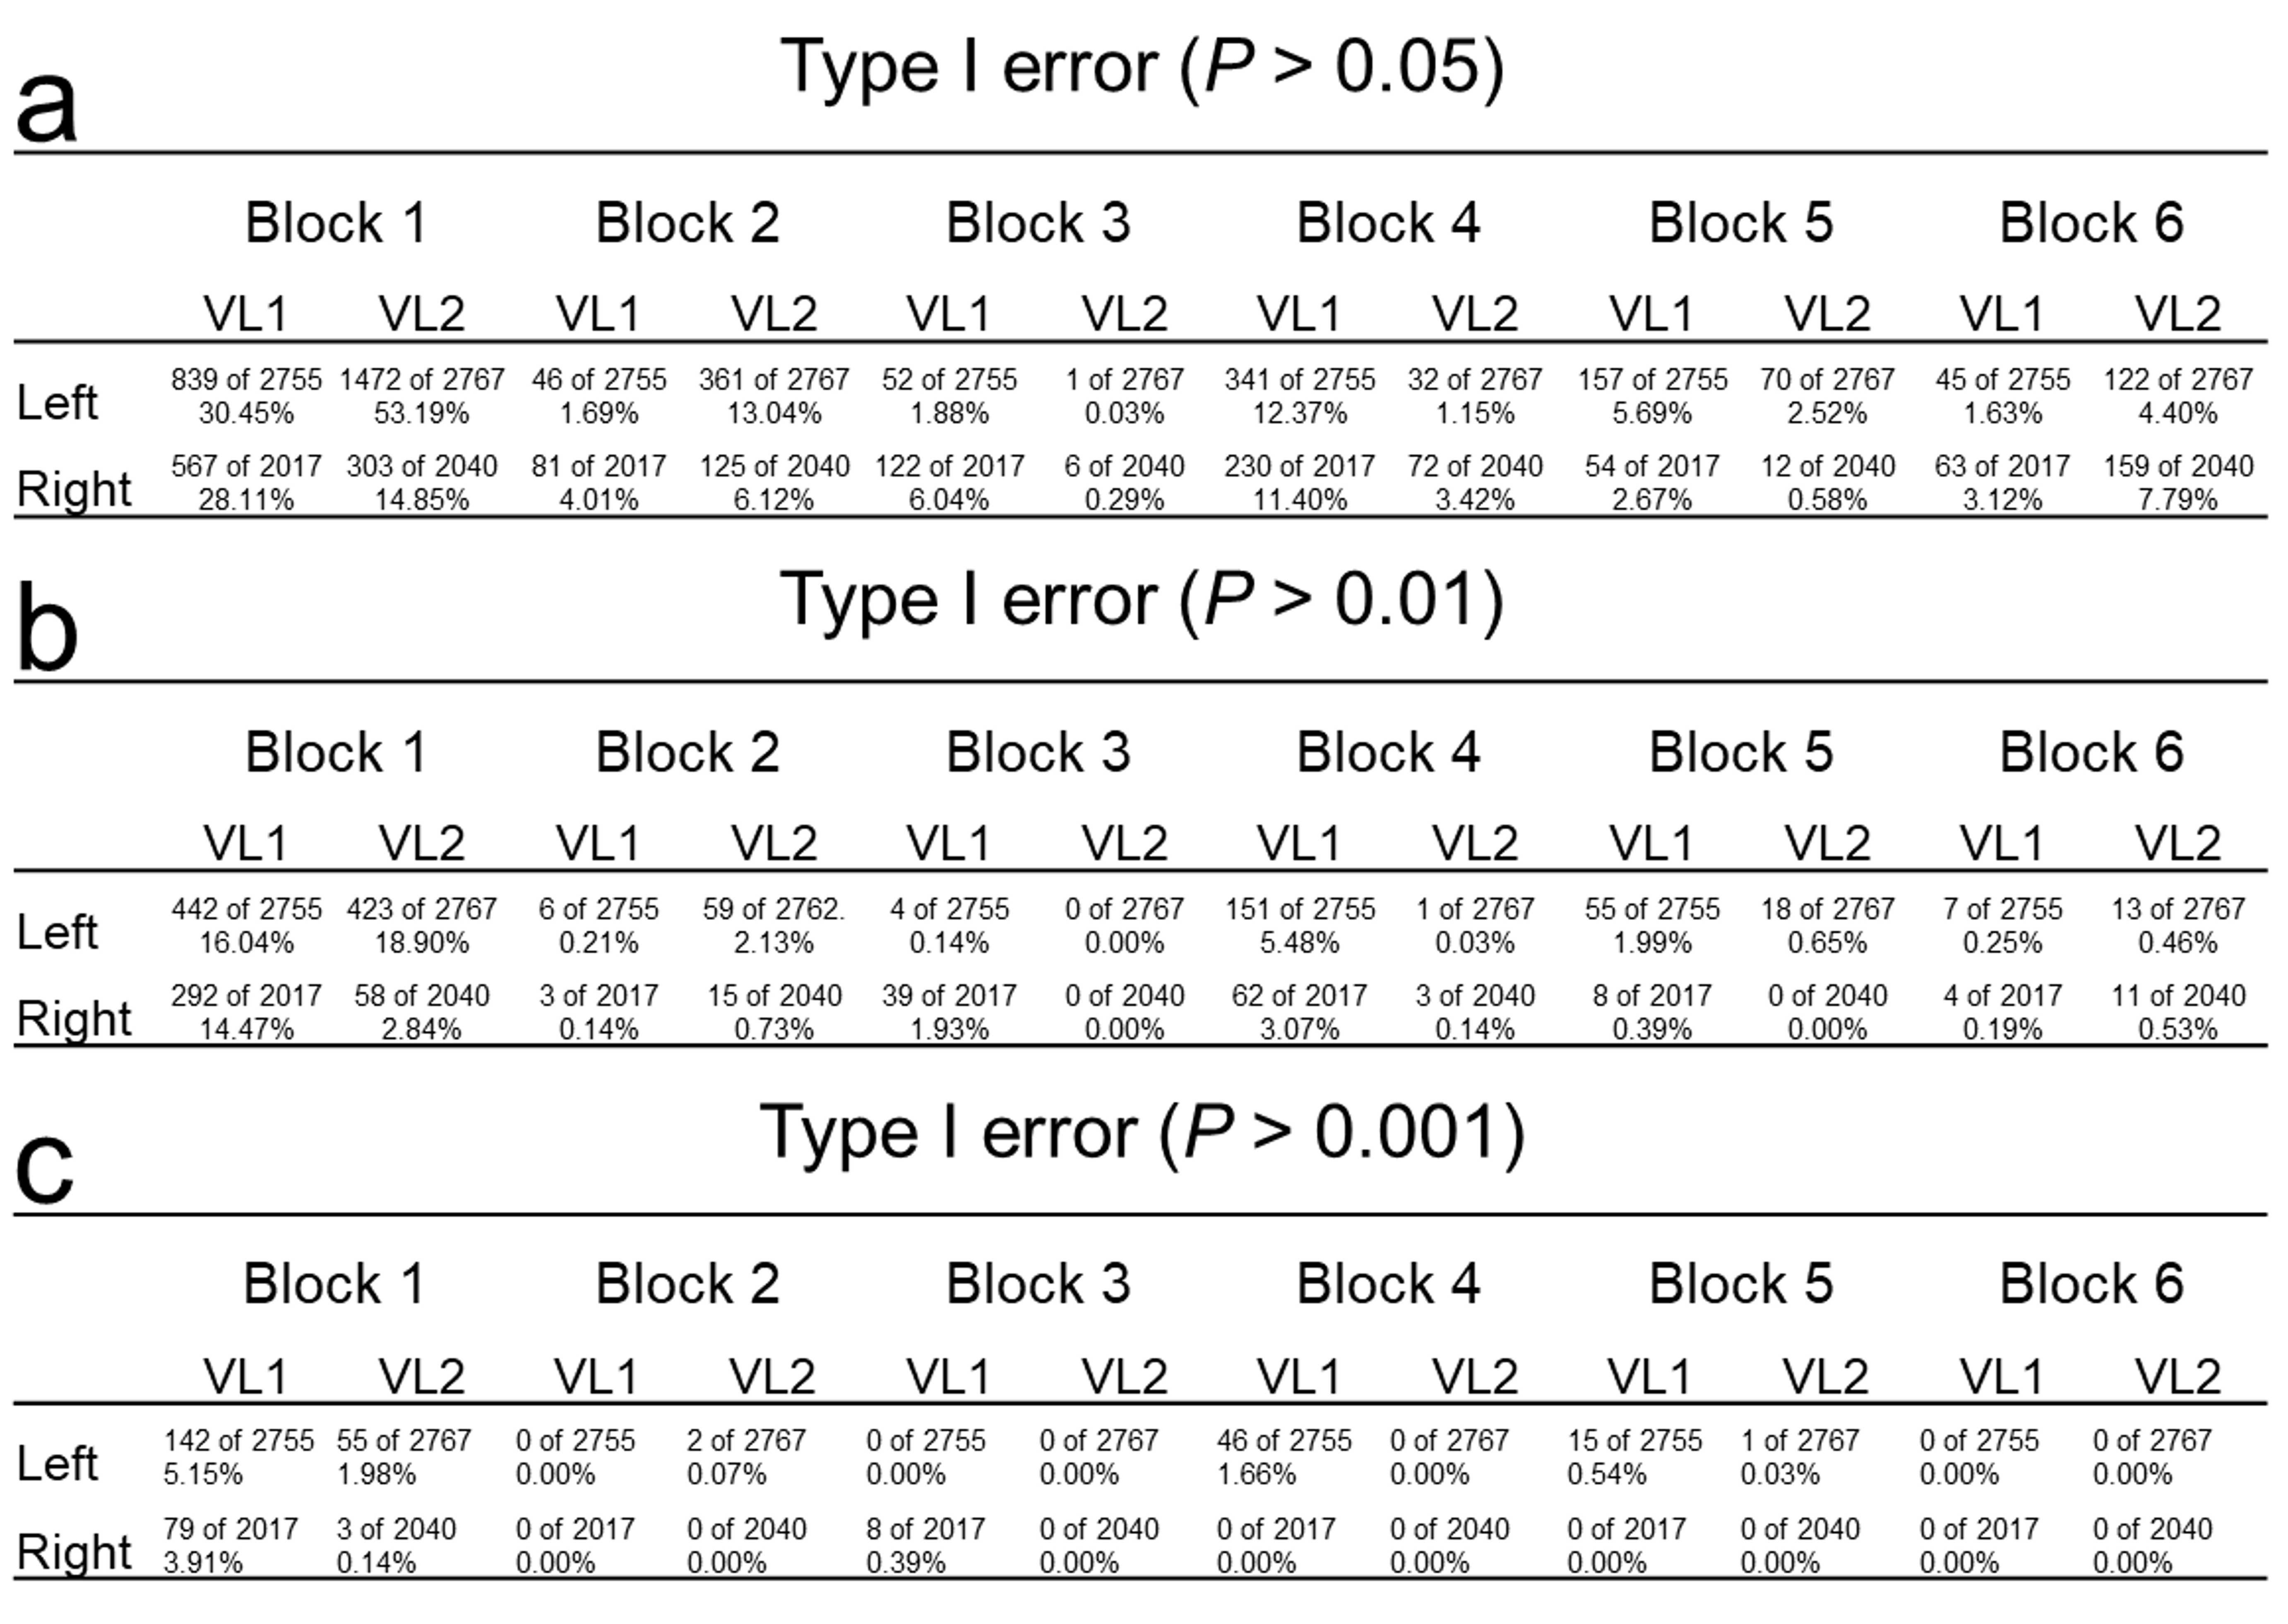 a
Type I error (P > 0.05)
Block 1 Block 2 Block 3 Block 4 Block 5 Block 6
VL1 VL2 VL1 VL2 VL1 VL2 VL1 VL2 VL1 VL2 VL1 VL2
Left
839 of 2755 1472 of 2767 46 of 2755 361 of 2767 52 of 2755 1 of 2767 341 of 2755 32 of 2767 157 of 2755 70 of 2767 45 of 2755 122 of 2767
30.45% 53.19% 1.69% 13.04% 1.88% 0.03% 12.37% 1.15% 5.69% 2.52% 1.63% 4.40%
Right
567 of 2017 303 of 2040 81 of 2017 125 of 2040 122 of 2017 6 of 2040 230 of 2017 72 of 2040 54 of 2017 12 of 2040 63 of 2017 159 of 2040
28.11% 14.85% 4.01% 6.12% 6.04% 0.29% 11.40% 3.42% 2.67% 0.58% 3.12% 7.79%
b
Type I error (P > 0.01)
Block 1 Block 2 Block 3 Block 4 Block 5 Block 6
VL1 VL2 VL1 VL2 VL1 VL2 VL1 VL2 VL1 VL2 VL1 VL2
Left
442 of 2755 423 of 2767 6 of 2755 59 of 2762. 4 of 2755 0 of 2767 151 of 2755 1 of 2767 55 of 2755 18 of 2767 7 of 2755 13 of 2767
16.04% 18.90% 0.21% 2.13% 0.14% 0.00% 5.48% 0.03% 1.99% 0.65% 0.25% 0.46%
Right
292 of 2017 58 of 2040 3 of 2017 15 of 2040 39 of 2017 0 of 2040 62 of 2017 3 of 2040 8 of 2017 0 of 2040 4 of 2017 11 of 2040
14.47% 2.84% 0.14% 0.73% 1.93% 0.00% 3.07% 0.14% 0.39% 0.00% 0.19% 0.53%
c
Type I error (P > 0.001)
Block 1 Block 2 Block 3 Block 4 Block 5 Block 6
VL1 VL2 VL1 VL2 VL1 VL2 VL1 VL2 VL1 VL2 VL1 VL2
Left
142 of 2755 55 of 2767 0 of 2755 2 of 2767 0 of 2755 0 of 2767 46 of 2755 0 of 2767 15 of 2755 1 of 2767 0 of 2755 0 of 2767
5.15% 1.98% 0.00% 0.07% 0.00% 0.00% 1.66% 0.00% 0.54% 0.03% 0.00% 0.00%
Right
79 of 2017 3 of 2040 0 of 2017 0 of 2040 8 of 2017 0 of 2040 0 of 2017 0 of 2040 0 of 2017 0 of 2040 0 of 2017 0 of 2040
3.91% 0.14% 0.00% 0.00% 0.39% 0.00% 0.00% 0.00% 0.00% 0.00% 0.00% 0.00%